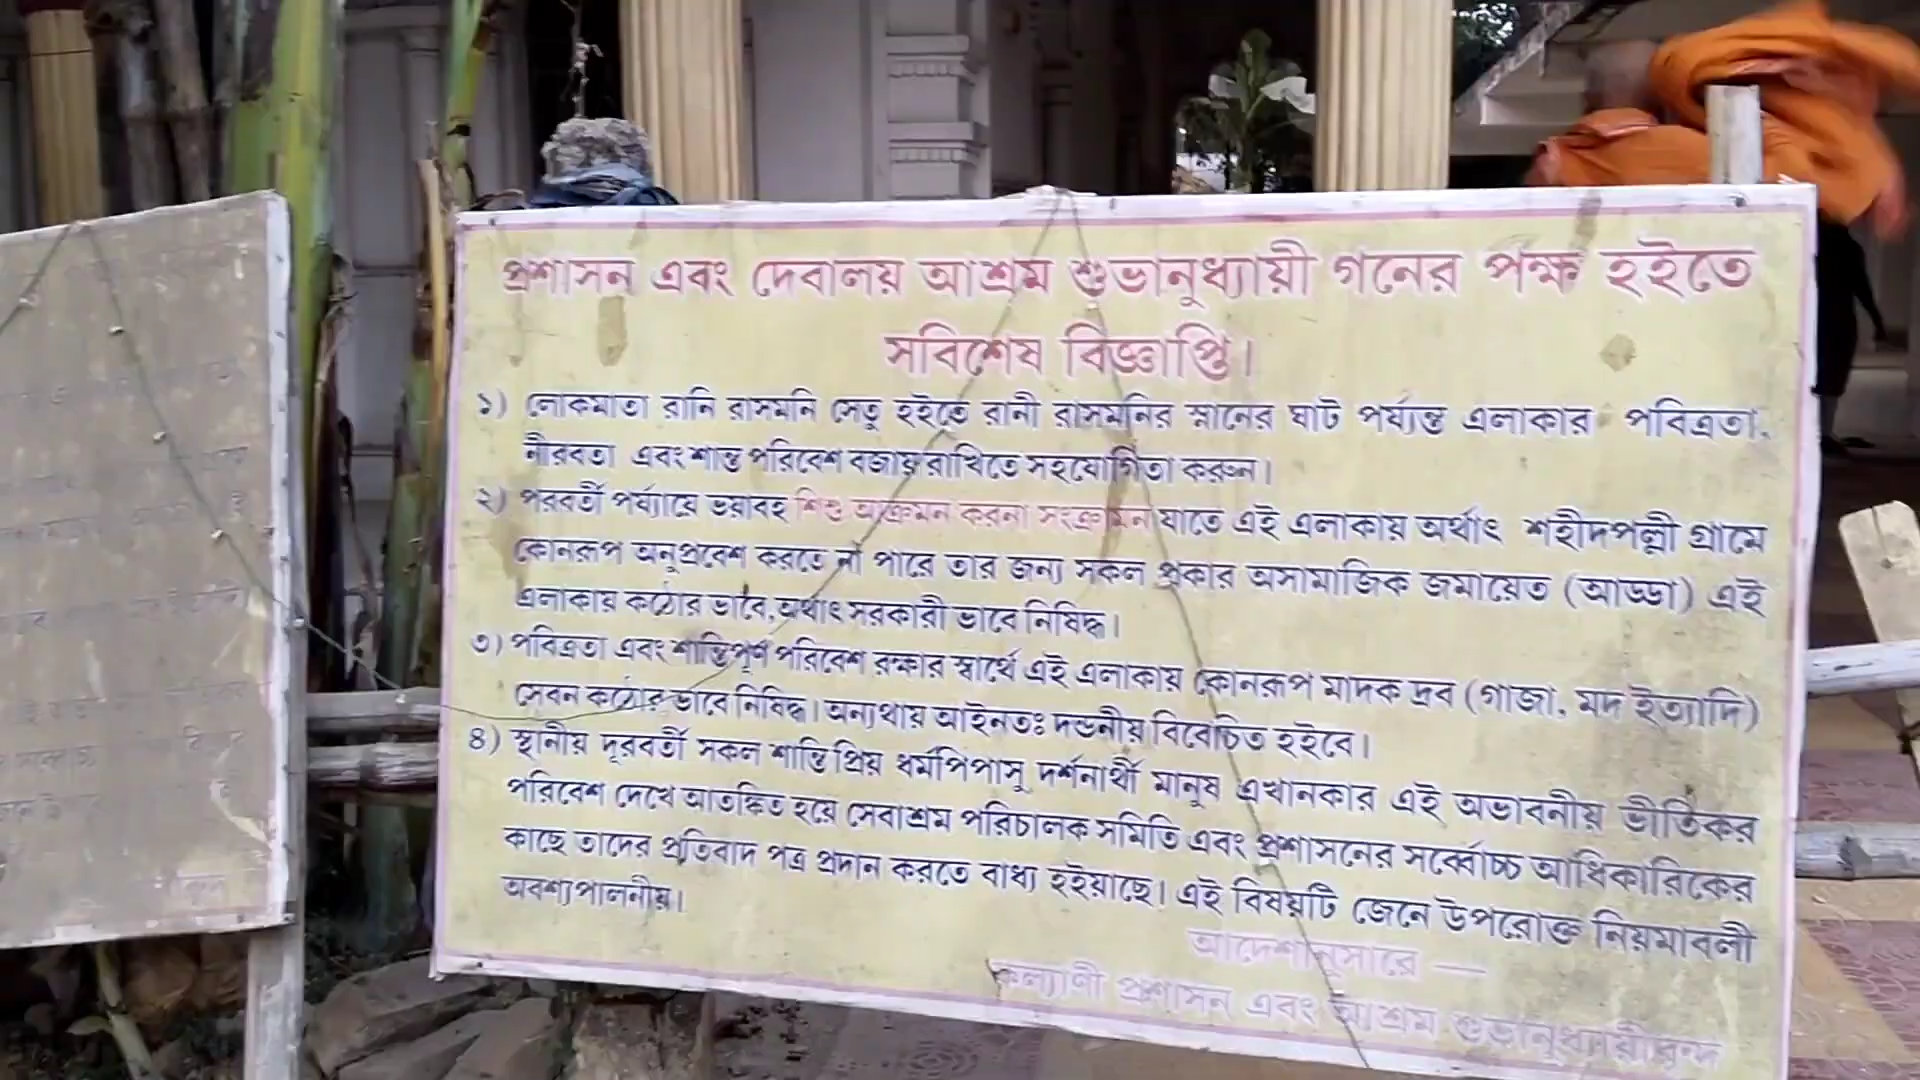 প্রশাসন এবং দেবালয় আশ্রম শুভানুধ্যায়ী গনের পক্ষ হইতে
সবিশেষ বিজ্ঞাপ্তি।
১) লোকমাতা রানি রাসমনি সেতু হইতে রানী রাসমনির স্নানের ঘাট পর্য্যন্ত এলাকার পবিত্রতা,
নীরবতা এবং শান্ত পরিবেশ বজায় রাখিতে সহযোগিতা করুন।
২) পরবর্তী পর্য্যায়ে ভয়াবহ শিশু আক্রমন করনা সংক্রামন যাতে এই এলাকায় অর্থাৎ শহীদপল্লী গ্রামে
কোনরূপ অনুপ্রবেশ করতে না পারে তার জন্য সকল প্রকার অসামাজিক জমায়েত (আড্ডা) এই
এলাকায় কঠোর ভাবে, অর্থাৎ সরকারী ভাবে নিষিদ্ধ।
৩) পবিত্রতা এবং শান্তিপূর্ণ পরিবেশ রক্ষার স্বার্থে এই এলাকায় কোনরূপ মাদক দ্রব (গাজা, মদ ইত্যাদি)
সেবন কঠোর ভাবে নিষিদ্ধ। অন্যথায় আইনতঃ দন্ডনীয় বিবেচিত হইবে।
৪) স্থানীয় দূরবর্তী সকল শান্তি প্রিয় ধর্মপিপাসু দর্শনার্থী মানুষ এখানকার এই অভাবনীয় ভীতিকর
পরিবেশ দেখে আতঙ্কিত হয়ে সেবাশ্রম পরিচালক সমিতি এবং প্রশাসনের সর্ব্বোচ্চ আধিকারিকের
কাছে তাদের প্রতিবাদ পত্র প্রদান করতে বাধ্য হইয়াছে। এই বিষয়টি জেনে উপরোক্ত নিয়মাবলী
অবশ্যপালনীয়।
আদেশানুসারে —
কল্যাণী প্রশাসন এবং আশ্রম শুভানুধ্যায়ীবৃন্দ